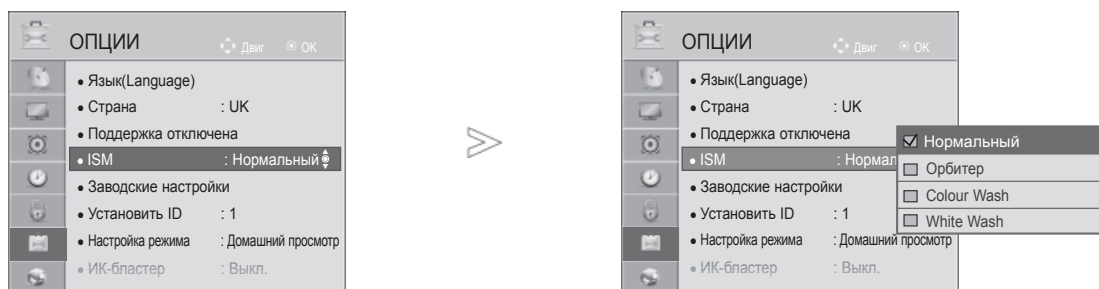 ОПЦИИ Двиг ОК
• Язык(Language)
• Страна : UK
• Поддержка отключена
• ISM : Нормальный
• Заводские настройки
• Установить ID : 1
• Настройка режима : Домашний просмотр
• ИК-бластер : Выкл.
ОПЦИИ Двиг ОК
• Язык(Language)
• Страна : UK
• Поддержка отключена
• ISM : Нормал
• Заводские настройки
• Установить ID : 1
• Настройка режима : Домашний просмотр
• ИК-бластер : Выкл.
Нормальный
Орбитер
Colour Wash
White Wash